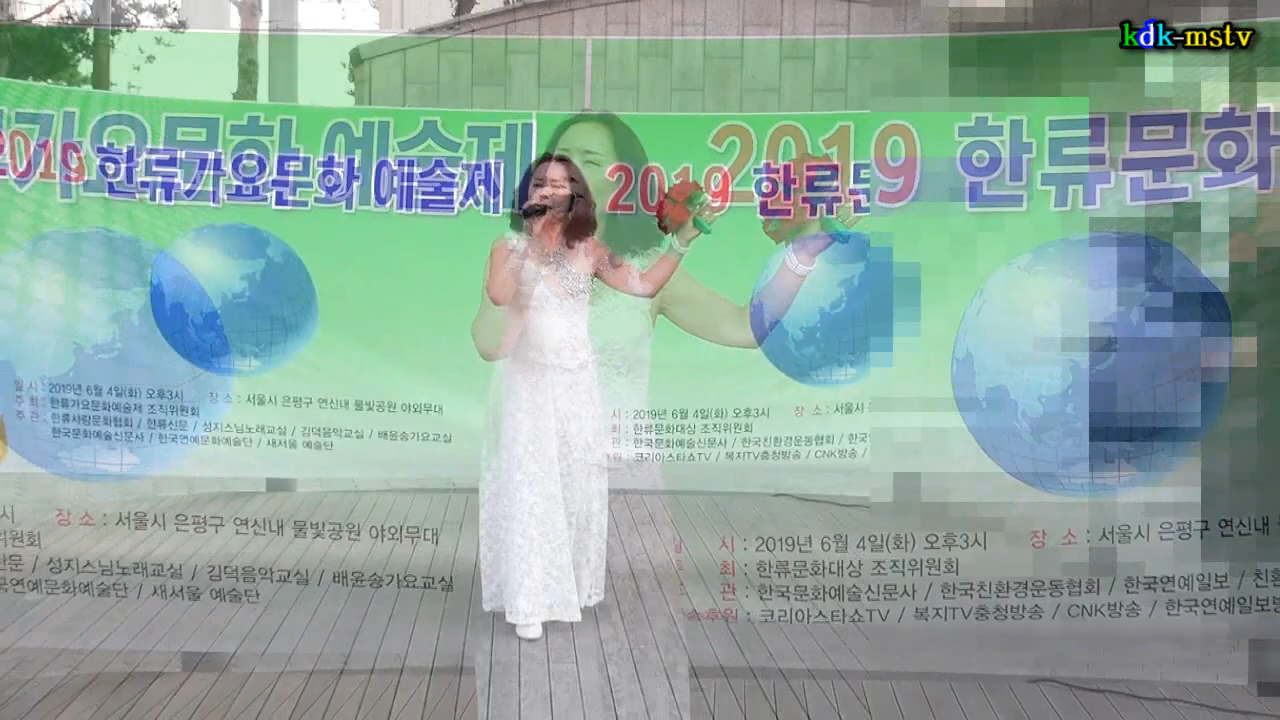 kdk-mstv
가요문화 예술제
2019 한류문화
2019 한류가요문화 예술제
2019 한류문
일 시 : 2019년 6월 4일(화) 오후3시 장 소 : 서울시 은평구 연신내 물빛공원 야외무대
주 최 : 한류가요문화예술제 조직위원회
주 관 : 한류사랑문화협회 / 한류신문 / 성지스님노래교실 / 김덕음악교실 / 배윤송가요교실
한국문화예술신문사 / 한국연예문화예술단 / 새서울 예술단
시 : 2019년 6월 4일(화) 오후3시 장 소 : 서울시
최 : 한류문화대상 조직위원회
관 : 한국문화예술신문사 / 한국친환경운동협회 / 한국
원 : 코리아스타쇼TV / 복지TV충청방송 / CNK방송 /
시 장 소 : 서울시 은평구 연신내 물빛공원 야외무대
위원회
신문 / 성지스님노래교실 / 김덕음악교실 / 배윤송가요교실
국연예문화예술단 / 새서울 예술단
일 시 : 2019년 6월 4일(화) 오후3시 장 소 : 서울시 은평구 연신내
최 : 한류문화대상 조직위원회
관 : 한국문화예술신문사 / 한국친환경운동협회 / 한국연예일보 / 친환
후원 : 코리아스타쇼TV / 복지TV충청방송 / CNK방송 / 한국연예일보